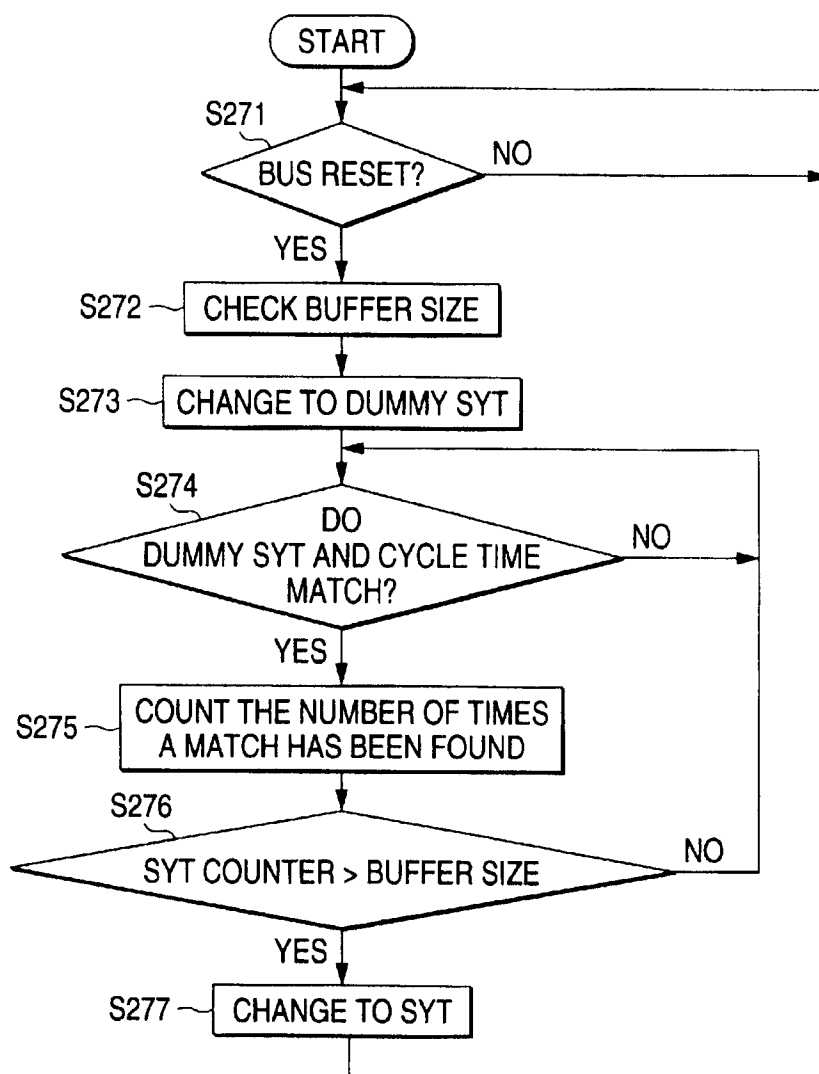 START
S271
BUS RESET?
NO
YES
S272
CHECK BUFFER SIZE
S273
CHANGE TO DUMMY SYT
S274
DO
DUMMY SYT AND CYCLE TIME
MATCH?
NO
YES
S275
COUNT THE NUMBER OF TIMES
A MATCH HAS BEEN FOUND
S276
SYT COUNTER > BUFFER SIZE
NO
YES
S277
CHANGE TO SYT